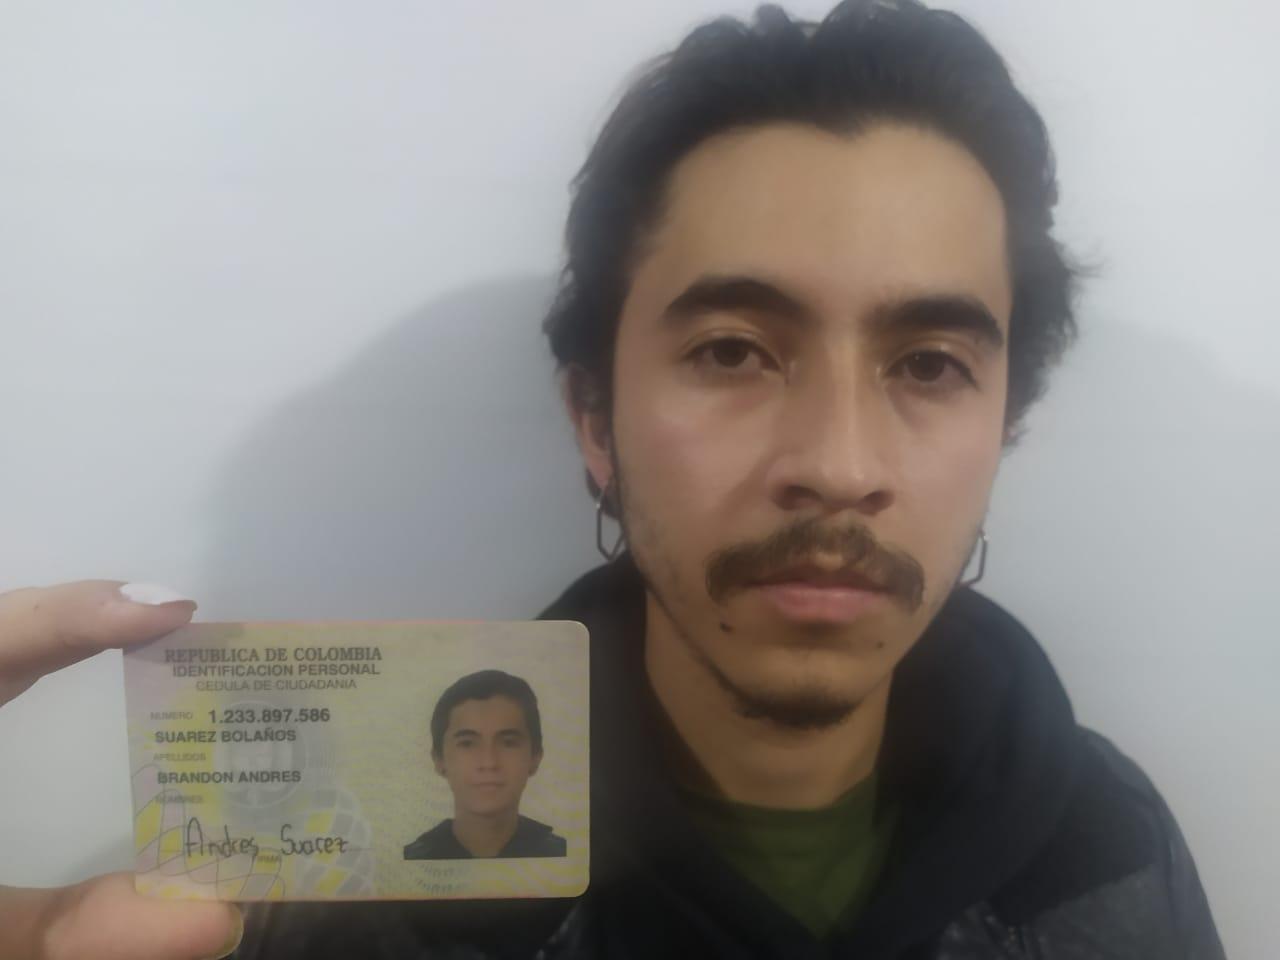 REPUBLICA DE COLOMBIA
IDENTIFICACION PERSONAL
CEDULA DE CIUDADANIA
NUMERO 1.233.897.586
SUAREZ BOLAÑOS
APELLIDOS
BRANDON ANDRES
NOMBRES
Andres Suarez
FIRMA